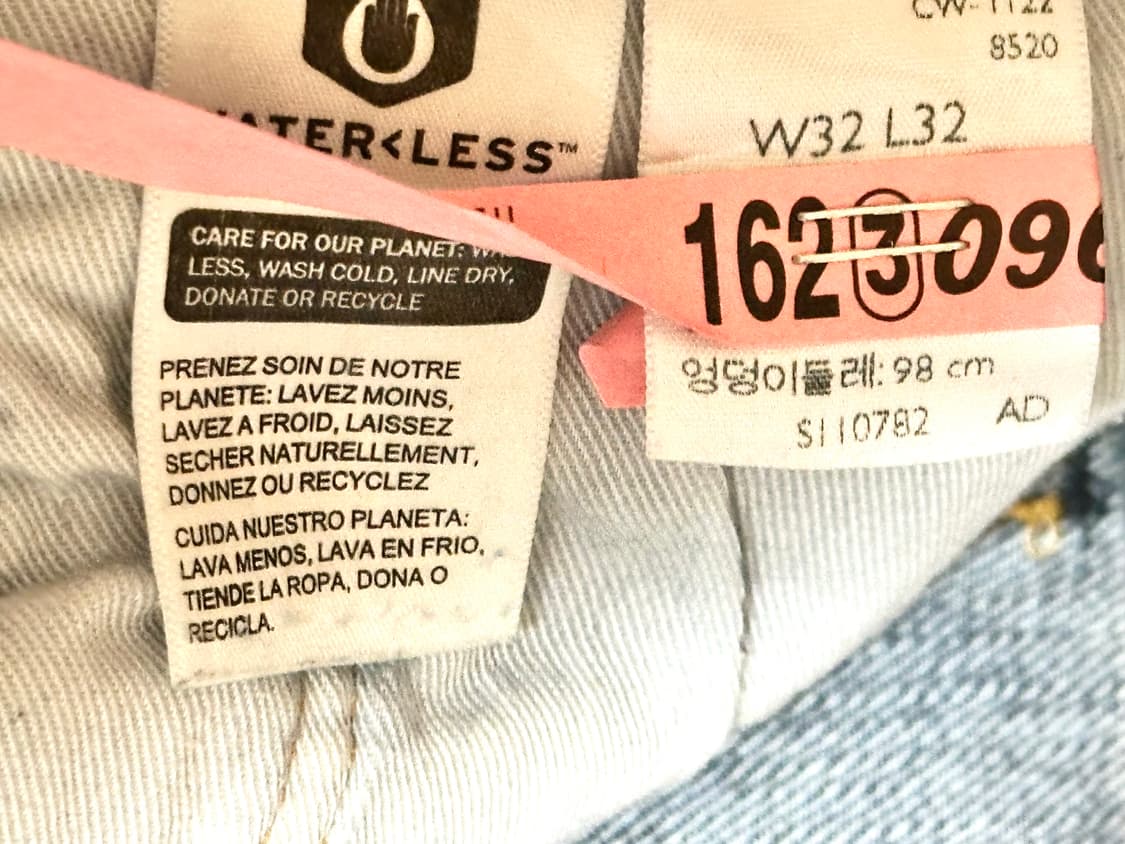 WATER<LESS™
CARE FOR OUR PLANET:
LESS, WASH COLD, LINE DRY,
DONATE OR RECYCLE
PRENEZ SOIN DE NOTRE
PLANETE: LAVEZ MOINS,
LAVEZ A FROID, LAISSEZ
SECHER NATURELLEMENT,
DONNEZ OU RECYCLEZ
CUIDA NUESTRO PLANETA:
LAVA MENOS, LAVA EN FRIO,
TIENDE LA ROPA, DONA O
RECICLA.
8520
W32 L32
1623096
엉덩이둘레: 98 cm
S110782 AD